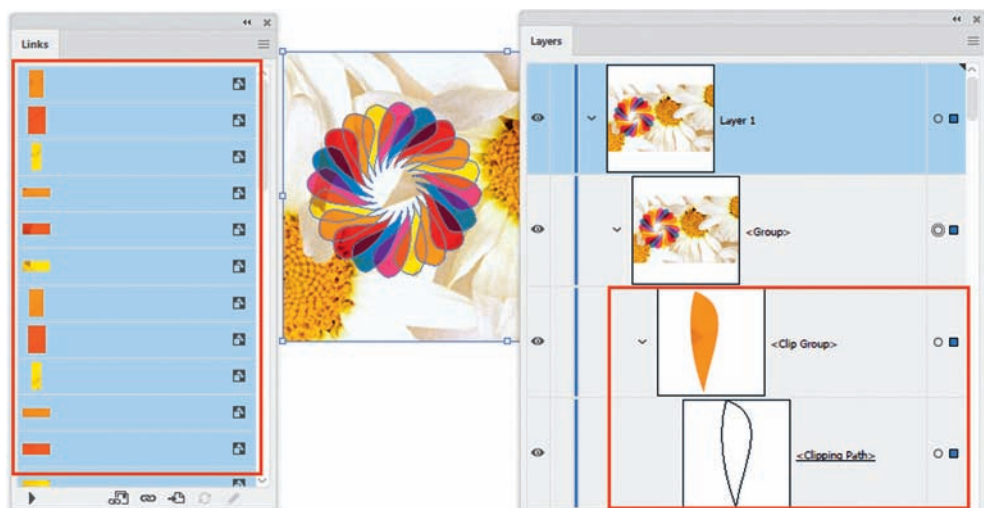 Links
Layers
Layer 1
<Group>
<Clip Group>
<Clipping Path>